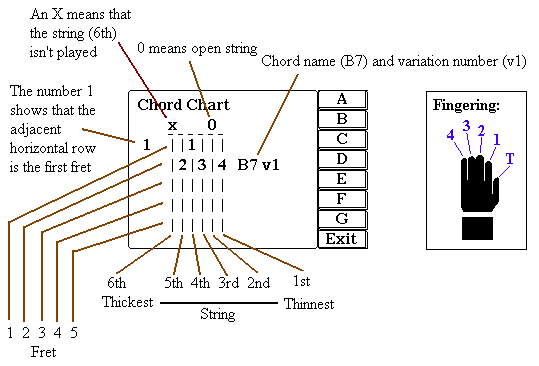 An X means that
the string (6th)
isn't played
0 means open string
Chord name (B7) and variation number (v1)
The number 1
shows that the
adjacent
horizontal row
is the first fret
Chord Chart
x 0
1 | | 1 | | |
| 2 | 3 | 4 B7 v1
| | | | | |
| | | | | |
| | | | | |
A
B
C
D
E
F
G
Exit
Fingering:
4 3 2 1 T
6th 5th 4th 3rd 2nd 1st
Thickest Thinnest
String
1 2 3 4 5
Fret